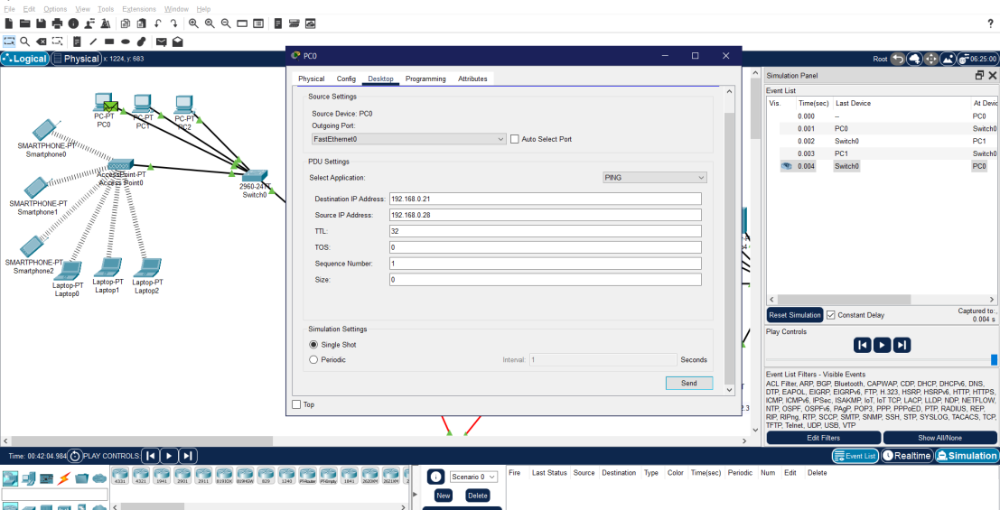 File Edit Options View Tools Extensions Window Help
?
Logical Physical x: 1224, y: 683
Root 06:25:00
PC0
Physical Config Desktop Programming Attributes
Source Settings
Source Device: PC0
Outgoing Port:
FastEthernet0 Auto Select Port
PDU Settings
Select Application: PING
Destination IP Address: 192.168.0.21
Source IP Address: 192.168.0.28
TTL: 32
TOS: 0
Sequence Number: 1
Size: 0
Simulation Settings
Single Shot
Periodic Interval: 1 Seconds
Send
Top
PC-PT
PC0
PC-PT
PC1
PC-PT
PC2
SMARTPHONE-PT
Smartphone0
AccessPoint-PT
Access Point0
2960-24TT
Switch0
SMARTPHONE-PT
Smartphone1
SMARTPHONE-PT
Smartphone2
Laptop-PT
Laptop0
Laptop-PT
Laptop1
Laptop-PT
Laptop2
2.3
Simulation Panel
Event List
Vis. Time(sec) Last Device At Devic
0.000 -- PC0
0.001 PC0 Switch0
0.002 Switch0 PC1
0.003 PC1 Switch0
0.004 Switch0 PC0
Reset Simulation Constant Delay Captured to:
0.004 s
Play Controls
Event List Filters - Visible Events
ACL Filter, ARP, BGP, Bluetooth, CAPWAP, CDP, DHCP, DHCPv6, DNS,
DTP, EAPOL, EIGRP, EIGRPv6, FTP, H.323, HSRP, HSRPv6, HTTP, HTTPS,
ICMP, ICMPv6, IPSec, ISAKMP, IoT, IoT TCP, LACP, LLDP, NDP, NETFLOW,
NTP, OSPF, OSPFv6, PAgP, POP3, PPP, PPPoED, PTP, RADIUS, REP,
RIP, RIPng, RTP, SCCP, SMTP, SNMP, SSH, STP, SYSLOG, TACACS, TCP,
TFTP, Telnet, UDP, USB, VTP
Edit Filters Show All/None
Time: 00:42:04.984 PLAY CONTROLS:
Event List Realtime Simulation
4331 4321 1941 2901 2911 819IOX 819HGW 829 1240 PT-Router PT-Empty 1841 2620XM 2621XM
Scenario 0
New Delete
Fire Last Status Source Destination Type Color Time(sec) Periodic Num Edit Delete